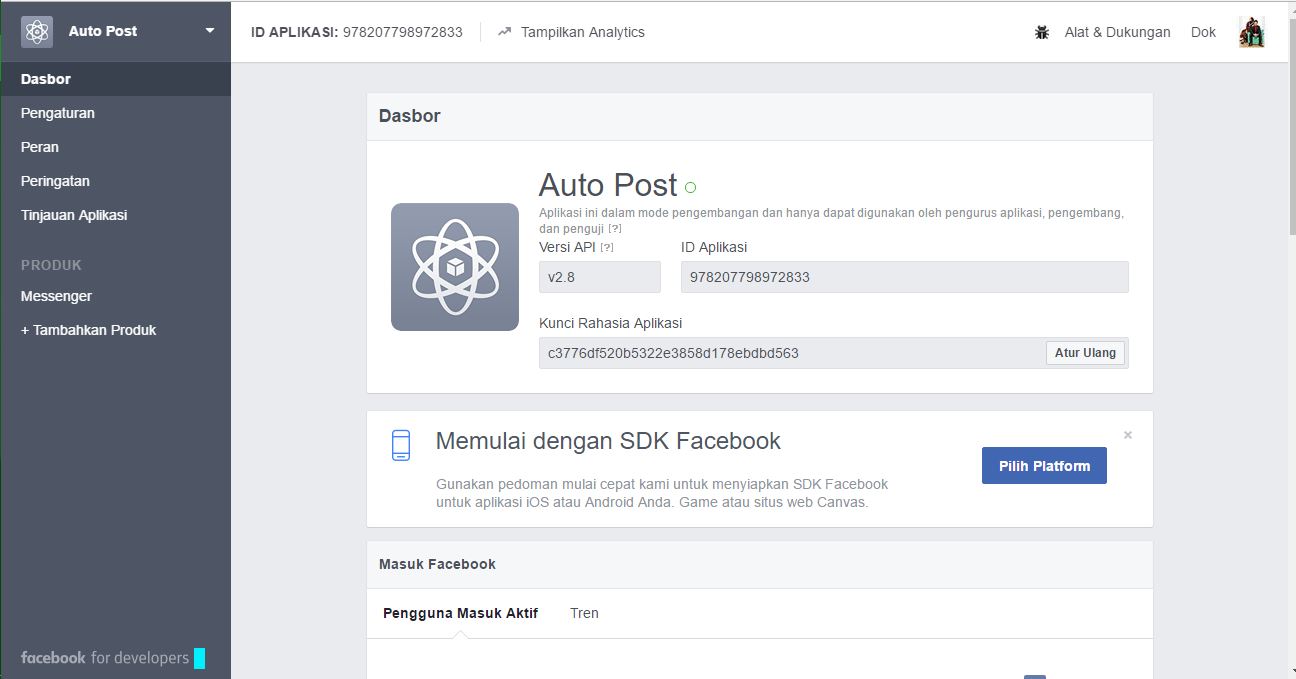 Auto Post
ID APLIKASI: 978207798972833
Tampilkan Analytics
Alat & Dukungan
Dok
Dasbor
Pengaturan
Peran
Peringatan
Tinjauan Aplikasi
PRODUK
Messenger
+ Tambahkan Produk
facebook for developers
Dasbor
Auto Post
Aplikasi ini dalam mode pengembangan dan hanya dapat digunakan oleh pengurus aplikasi, pengembang,
dan penguji [?]
Versi API [?]
ID Aplikasi
v2.8
978207798972833
Kunci Rahasia Aplikasi
c3776df520b5322e3858d178ebdbd563
Atur Ulang
Memulai dengan SDK Facebook
Gunakan pedoman mulai cepat kami untuk menyiapkan SDK Facebook
untuk aplikasi iOS atau Android Anda. Game atau situs web Canvas.
Pilih Platform
Masuk Facebook
Pengguna Masuk Aktif
Tren